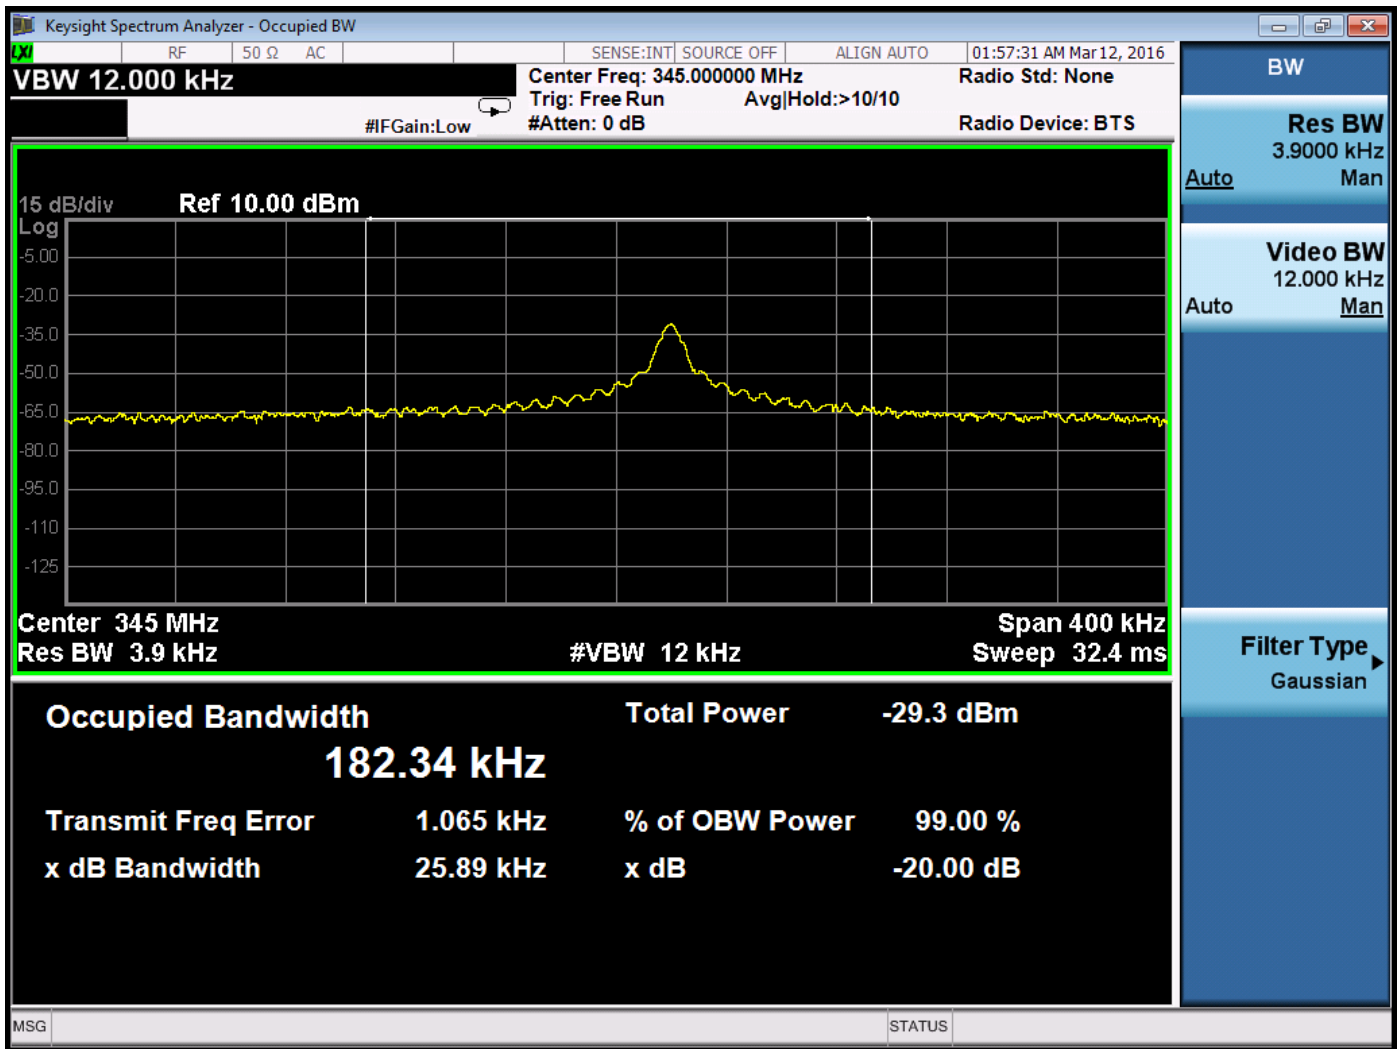 Keysight Spectrum Analyzer - Occupied BW
LXI RF 50 Ω AC SENSE:INT SOURCE OFF ALIGN AUTO 01:57:31 AM Mar 12, 2016
VBW 12.000 kHz
Center Freq: 345.000000 MHz Radio Std: None
Trig: Free Run Avg|Hold:>10/10
#IFGain:Low #Atten: 0 dB Radio Device: BTS
15 dB/div Ref 10.00 dBm
Log
-5.00
-20.0
-35.0
-50.0
-65.0
-80.0
-95.0
-110
-125
Center 345 MHz Span 400 kHz
Res BW 3.9 kHz #VBW 12 kHz Sweep 32.4 ms
Occupied Bandwidth Total Power -29.3 dBm
182.34 kHz
Transmit Freq Error 1.065 kHz % of OBW Power 99.00 %
x dB Bandwidth 25.89 kHz x dB -20.00 dB
BW
Res BW
3.9000 kHz
Auto Man
Video BW
12.000 kHz
Auto Man
Filter Type
Gaussian
MSG STATUS